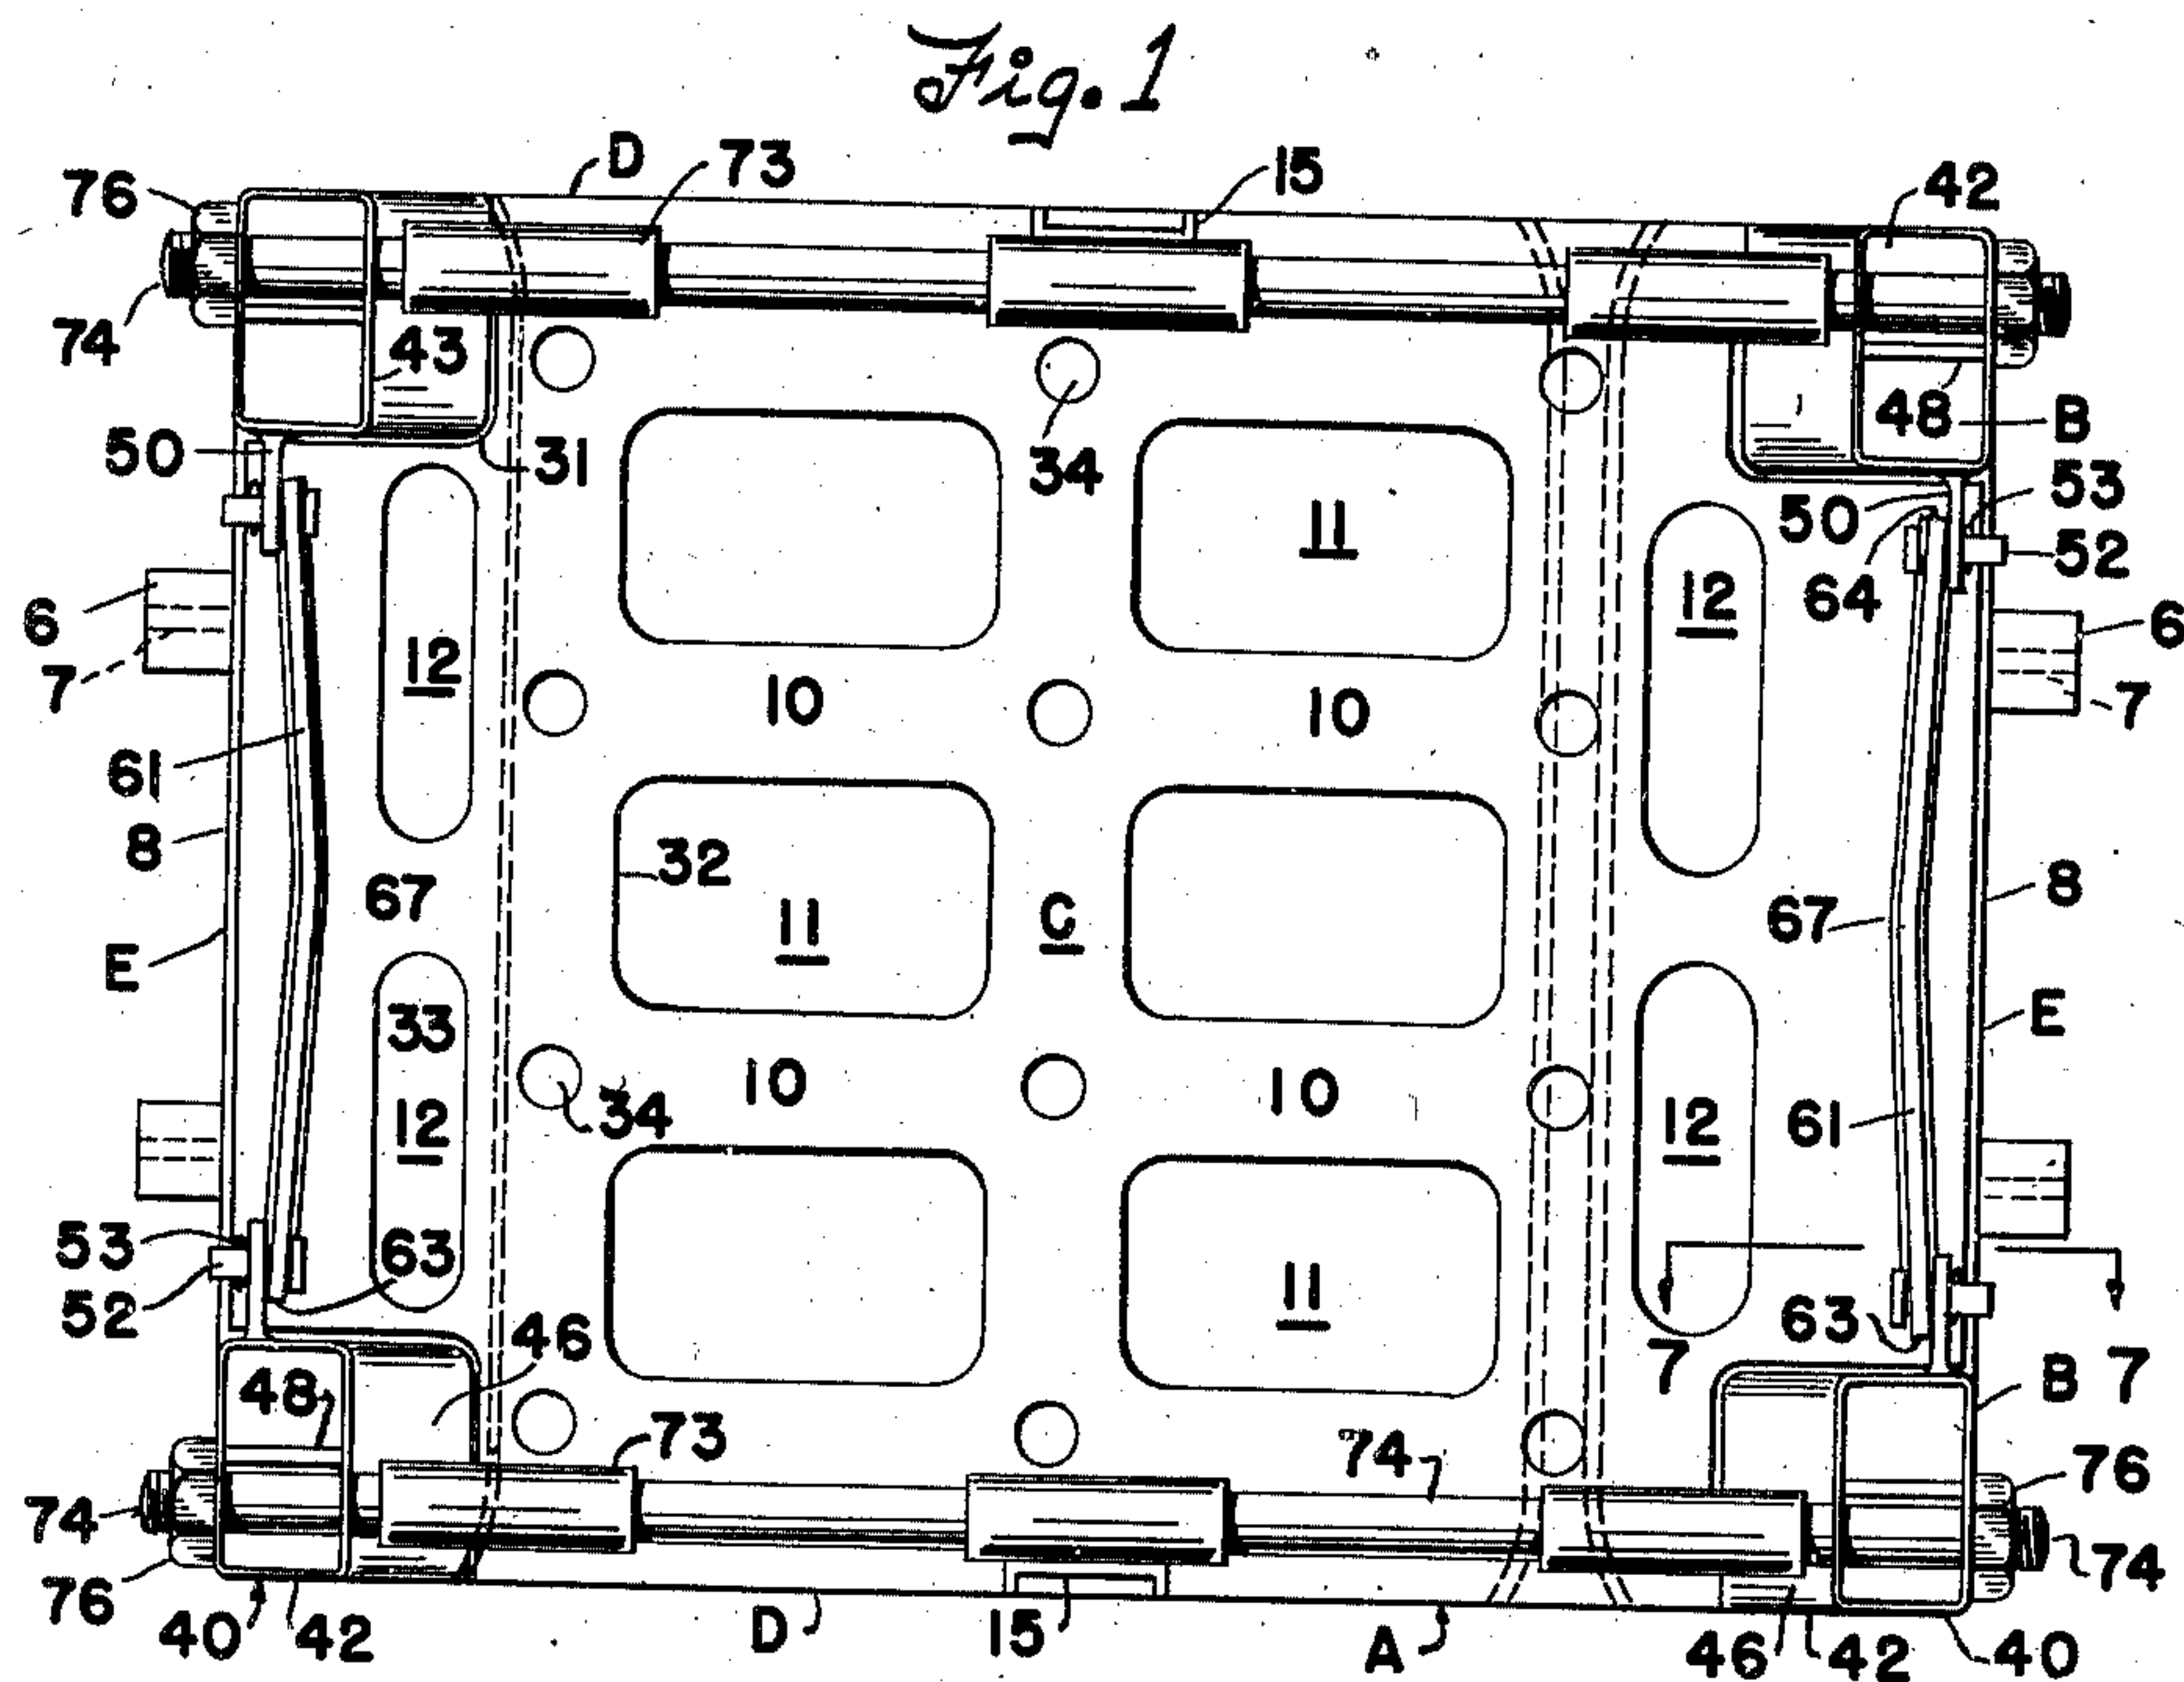 Fig. 1
D 73 15 42
76
74 43 48 B
50 31 34 50 53
11 52
6 12 64 12 6
7 10 10 7
61
8 32 67 8
67 11 C
E 33 E
10 10 61
34 12 12
53 63 11 63
52 46 7 7
48 73 74 B
74 76
76 74
40 42 D 15 A 46 42 40